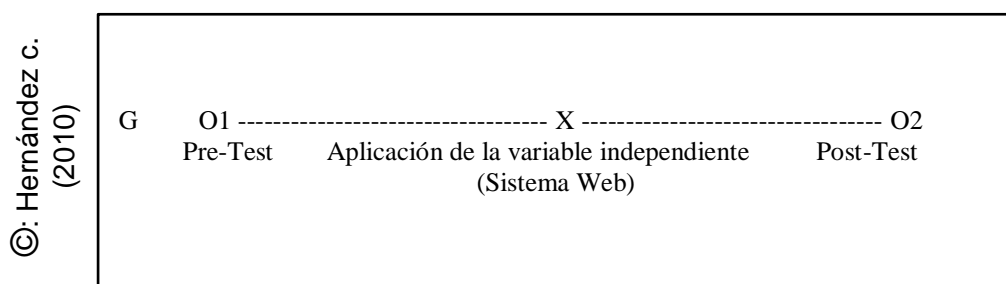 ©: Hernández c.
(2010)
G O1 ----------------------------------- X ---------------------------------- O2
Pre-Test Aplicación de la variable independiente Post-Test
(Sistema Web)